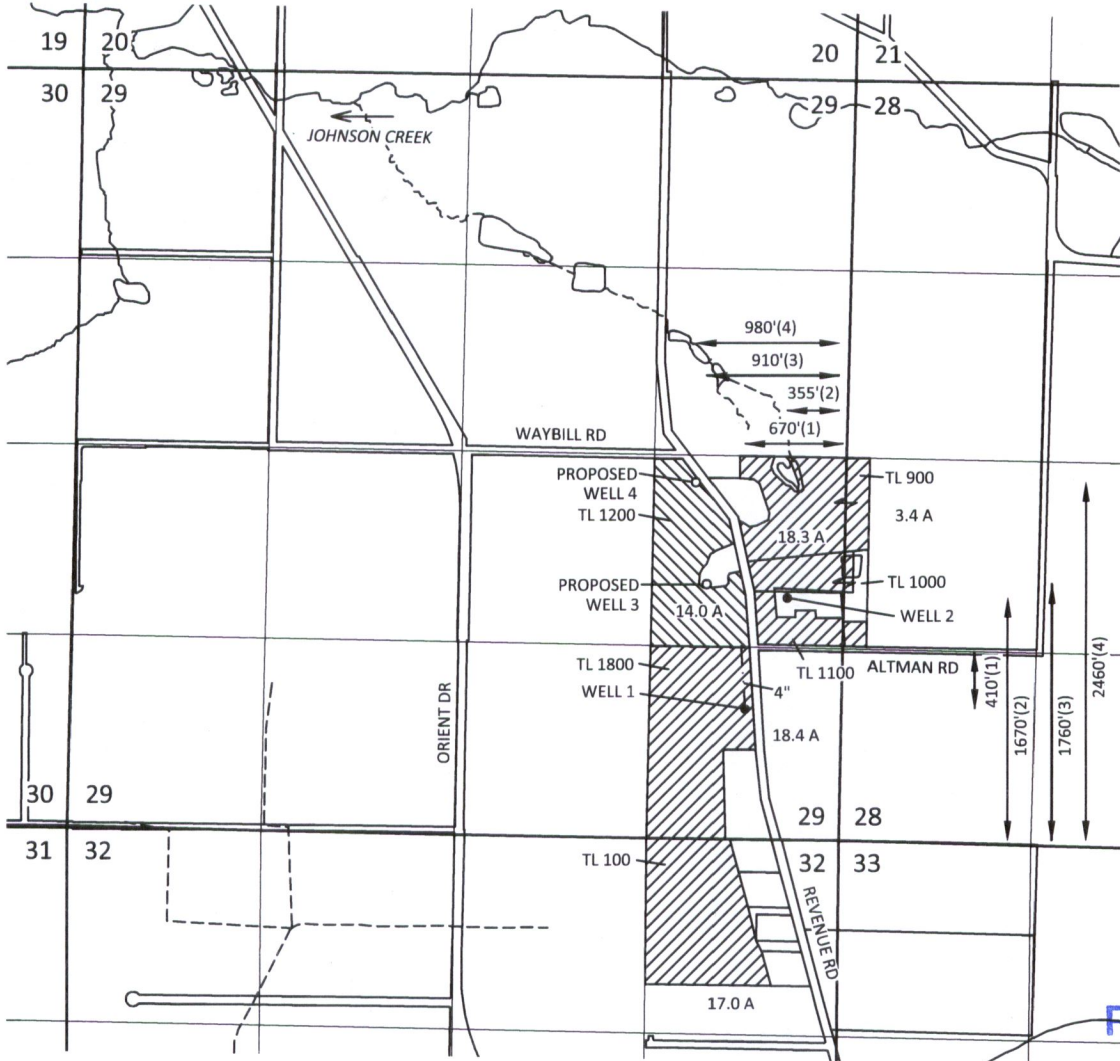 19 20
20 21
30 29
29 28
JOHNSON CREEK
980'(4)
910'(3)
355'(2)
670'(1)
WAYBILL RD
PROPOSED
WELL 4
TL 1200
TL 900
3.4 A
18.3 A
TL 1000
PROPOSED
WELL 3
14.0 A
WELL 2
TL 1100
ALTMAN RD
TL 1800
WELL 1
4"
18.4 A
410'(1)
1670'(2)
1760'(3)
2460'(4)
ORIENT DR
30 29
29 28
31 32
32 33
TL 100
REVENUE RD
17.0 A